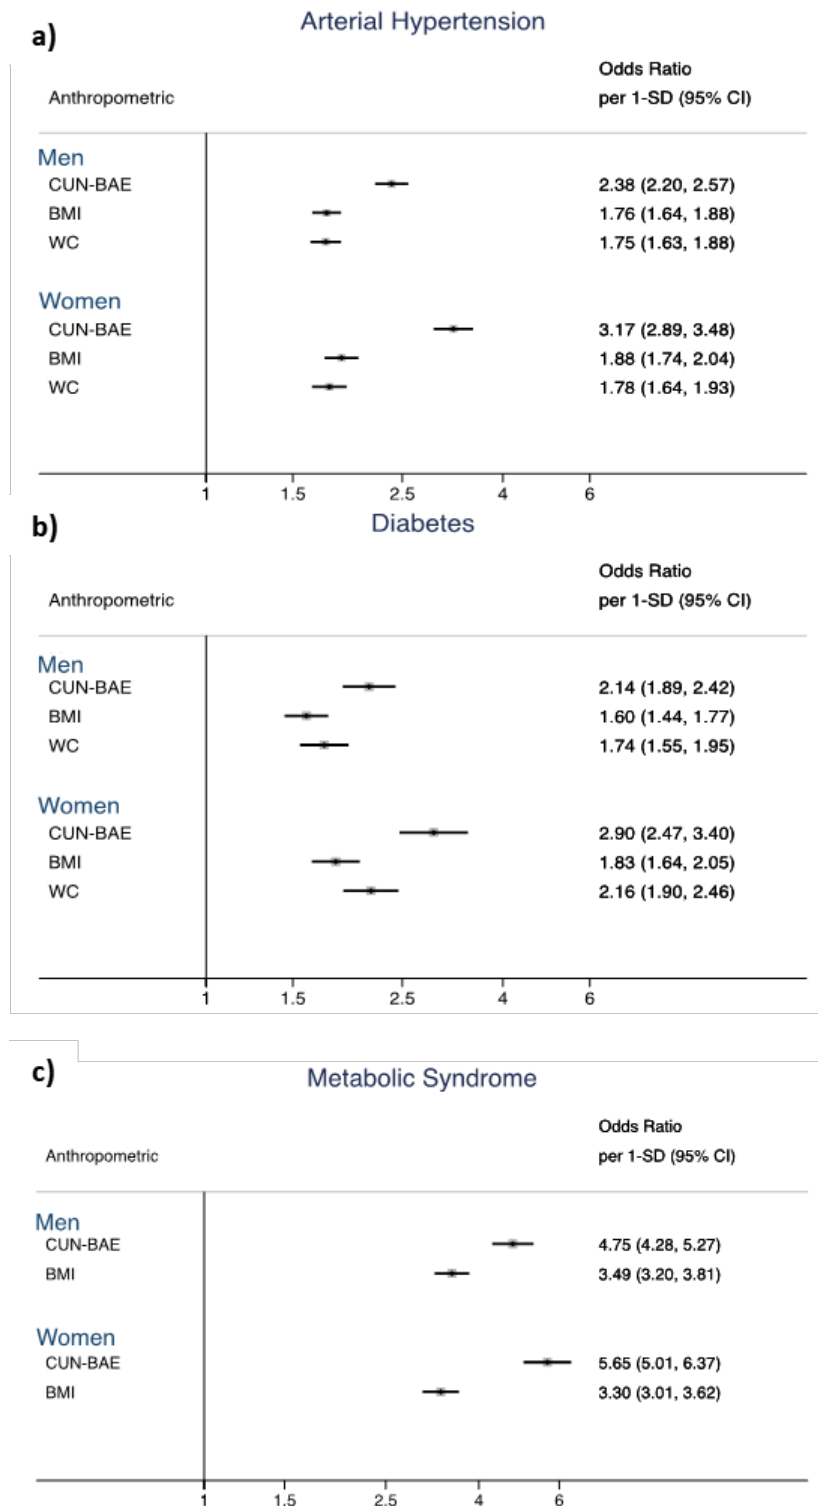 a)
Arterial Hypertension
Odds Ratio
Anthropometric per 1-SD (95% CI)
Men
CUN-BAE 2.38 (2.20, 2.57)
BMI 1.76 (1.64, 1.88)
WC 1.75 (1.63, 1.88)
Women
CUN-BAE 3.17 (2.89, 3.48)
BMI 1.88 (1.74, 2.04)
WC 1.78 (1.64, 1.93)
1 1.5 2.5 4 6
b)
Diabetes
Odds Ratio
Anthropometric per 1-SD (95% CI)
Men
CUN-BAE 2.14 (1.89, 2.42)
BMI 1.60 (1.44, 1.77)
WC 1.74 (1.55, 1.95)
Women
CUN-BAE 2.90 (2.47, 3.40)
BMI 1.83 (1.64, 2.05)
WC 2.16 (1.90, 2.46)
1 1.5 2.5 4 6
c)
Metabolic Syndrome
Odds Ratio
Anthropometric per 1-SD (95% CI)
Men
CUN-BAE 4.75 (4.28, 5.27)
BMI 3.49 (3.20, 3.81)
Women
CUN-BAE 5.65 (5.01, 6.37)
BMI 3.30 (3.01, 3.62)
1 1.5 2.5 4 6